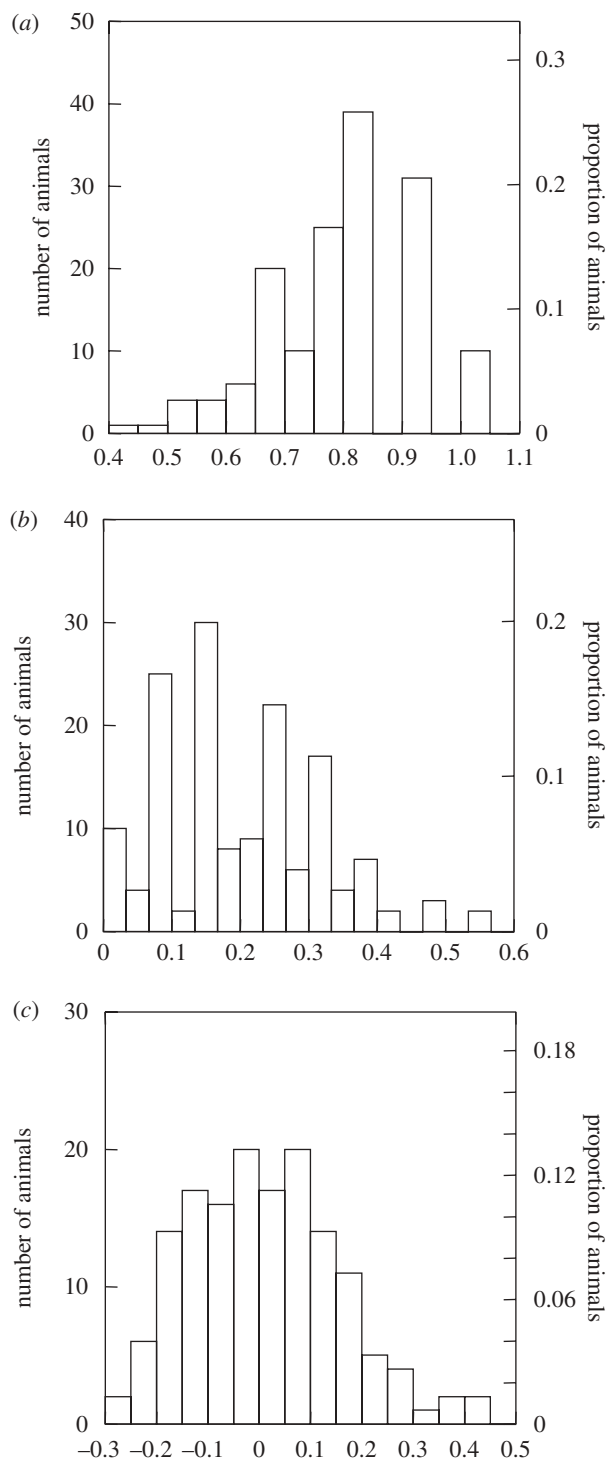 (a)
50
40
30
20
10
0
number of animals
0.3
0.2
0.1
0
proportion of animals
0.4 0.5 0.6 0.7 0.8 0.9 1.0 1.1
(b)
40
30
20
10
0
number of animals
0.2
0.1
0
proportion of animals
0 0.1 0.2 0.3 0.4 0.5 0.6
(c)
30
20
10
0
number of animals
0.18
0.12
0.06
0
proportion of animals
–0.3 –0.2 –0.1 0 0.1 0.2 0.3 0.4 0.5